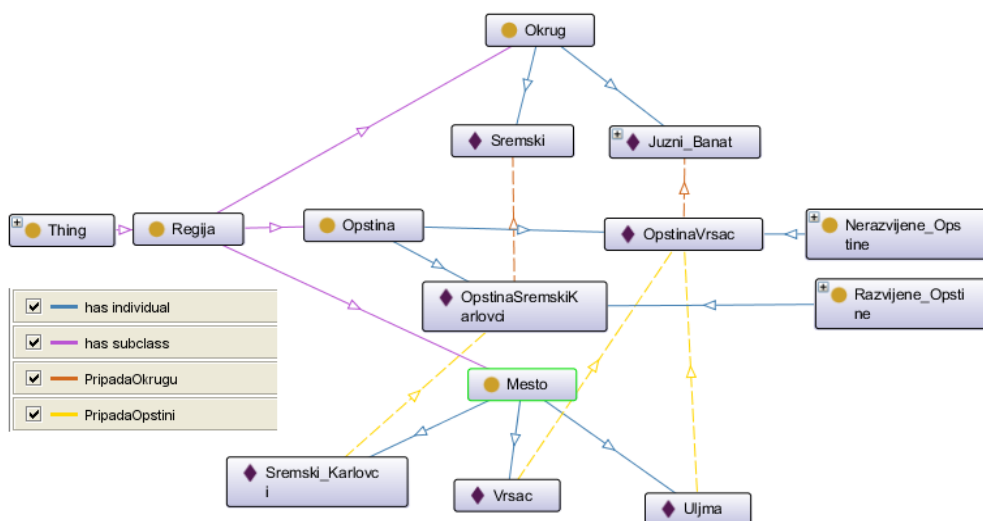 Okrug
Sremski
Juzni_Banat
Thing
Regija
Opstina
OpstinaVrsac
Nerazvijene_Ops
tine
OpstinaSremskiK
arlovci
Razvijene_Opsti
ne
has individual
has subclass
PripadaOkrugu
PripadaOpstini
Mesto
Sremski_Karlovc
i
Vrsac
Uljma